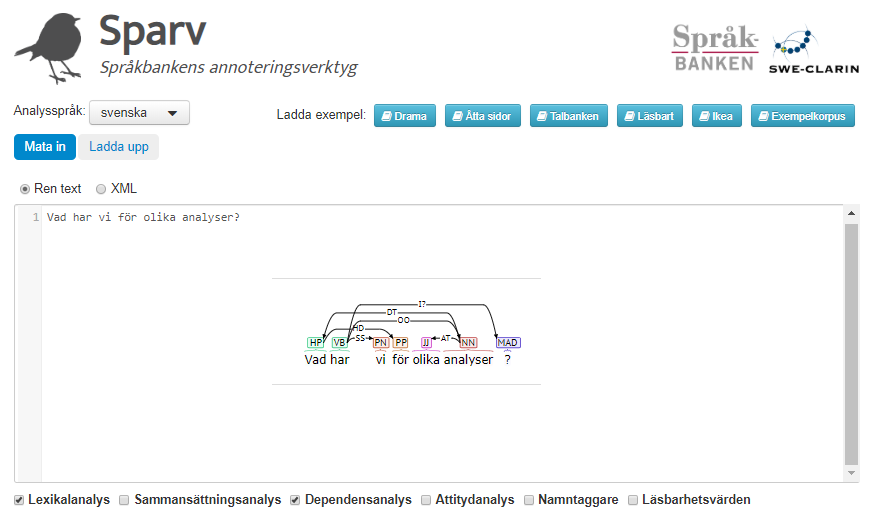 Sparv
Språkbankens annoteringsverktyg
Språk-
BANKEN
SWE-CLARIN
Analysspråk: svenska
Ladda exempel: Drama Åtta sidor Talbanken Läsbart Ikea Exempelkorpus
Mata in Ladda upp
Ren text XML
1 Vad har vi för olika analyser?
I?
DT
OO
HD
SS AT
HP VB PN PP JJ NN MAD
Vad har vi för olika analyser ?
Lexikalanalys Sammansättningsanalys Dependensanalys Attitydanalys Namntaggare Läsbarhetsvärden